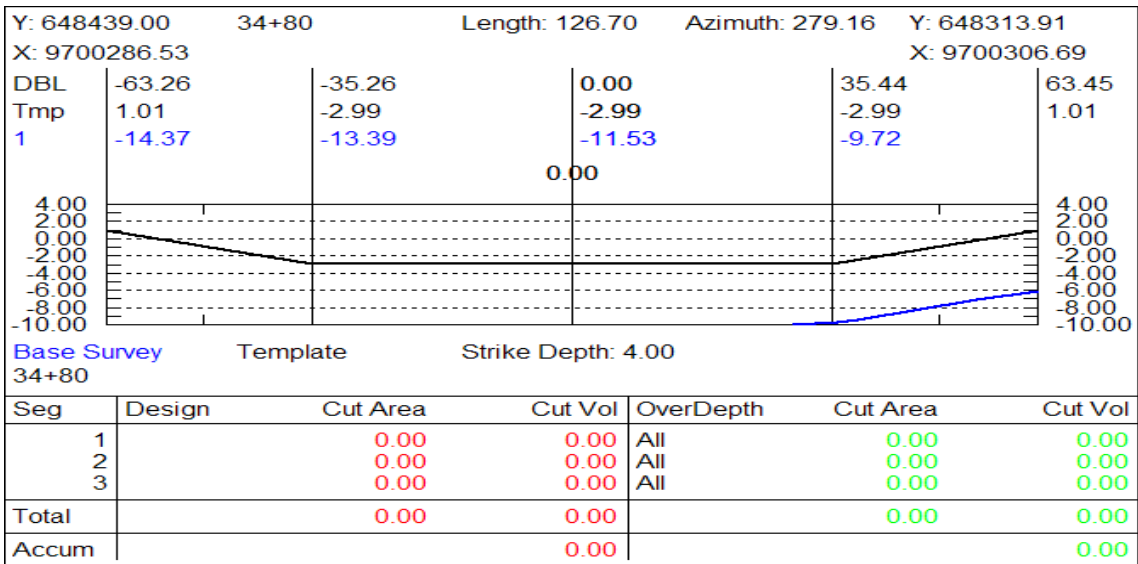 Y: 648439.00 34+80 Length: 126.70 Azimuth: 279.16 Y: 648313.91
X: 9700286.53 X: 9700306.69
DBL -63.26 -35.26 0.00 35.44 63.45
Tmp 1.01 -2.99 -2.99 -2.99 1.01
1 -14.37 -13.39 -11.53 -9.72
0.00
4.00 4.00
2.00 2.00
0.00 0.00
-2.00 -2.00
-4.00 -4.00
-6.00 -6.00
-8.00 -8.00
-10.00 -10.00
Base Survey Template Strike Depth: 4.00
34+80
Seg Design Cut Area Cut Vol OverDepth Cut Area Cut Vol
1 0.00 0.00 All 0.00 0.00
2 0.00 0.00 All 0.00 0.00
3 0.00 0.00 All 0.00 0.00
Total 0.00 0.00 0.00 0.00
Accum 0.00 0.00